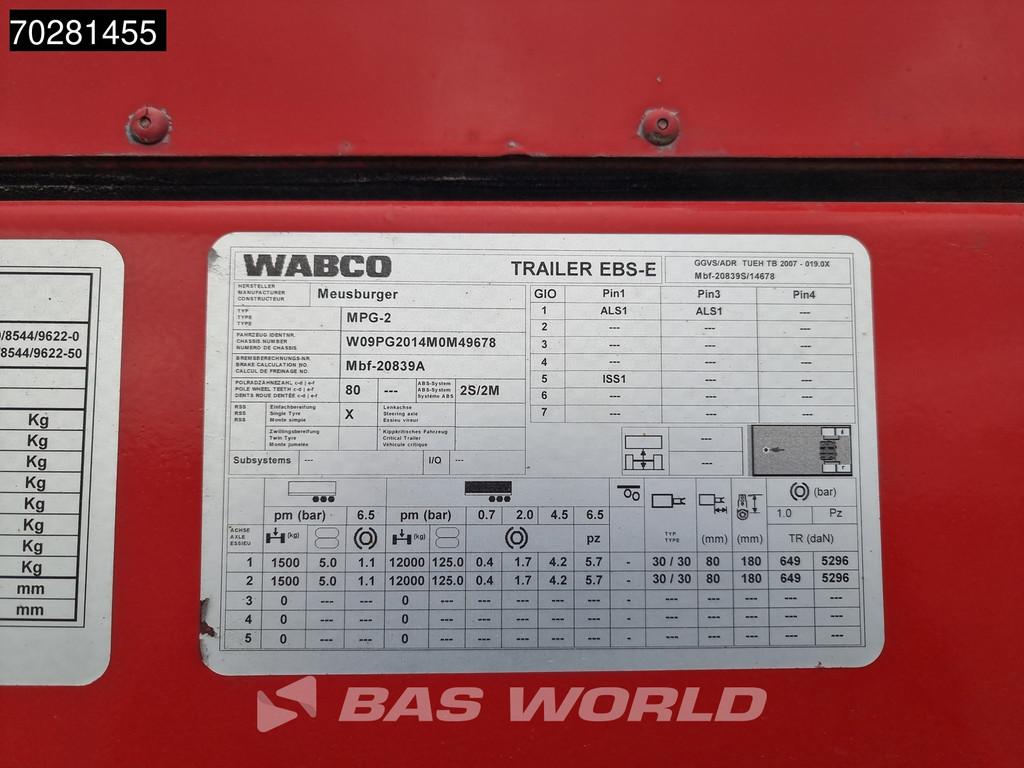 70281455
0/8544/9622-0
/8544/9622-50
Kg
Kg
Kg
Kg
Kg
Kg
Kg
Kg
mm
mm
WABCO TRAILER EBS-E GGVS/ADR TUEH TB 2007 - 019.0X
Mbf-20839S/14678
HERSTELLER
MANUFACTURER
CONSTRUCTEUR
Meusburger
TYP
TYPE
TYPE
MPG-2
FAHRZEUG IDENTNR.
CHASSIS NUMBER
NUMERO DE CHASSIS
W09PG2014M0M49678
BREMSBERECHNUNGS-NR.
BRAKE CALCULATION NO.
CALCUL DE FREINAGE NO.
Mbf-20839A
POLRADZÄHNEZAHL c-d | e-f
POLE WHEEL TEETH c-d | e-f
DENTS ROUE DENTÉE c-d | e-f
80 ---
ABS-System
ABS-System
Système ABS
2S/2M
RSS
RSS
RSS
Einfachbereifung
Single Tyre
Monte simple
X
Lenkachse
Steering axle
Essieu vireur
Zwillingsbereifung
Twin Tyre
Monte jumelée
Kippkritisches Fahrzeug
Critical Trailer
Véhicule critique
Subsystems --- I/O ---
GIO Pin1 Pin3 Pin4
1 ALS1 ALS1 ---
2 --- --- ---
3 --- --- ---
4 --- --- ---
5 ISS1 --- ---
6 --- --- ---
7 --- --- ---
---
---
(bar)
pm (bar) 6.5 pm (bar) 0.7 2.0 4.5 6.5 1.0 Pz
ACHSE
AXLE
ESSIEU
(kg) (kg) pz
TYP
TYPE
(mm) (mm) TR (daN)
1 1500 5.0 1.1 12000 125.0 0.4 1.7 4.2 5.7 - 30 / 30 80 180 649 5296
2 1500 5.0 1.1 12000 125.0 0.4 1.7 4.2 5.7 - 30 / 30 80 180 649 5296
3 0 --- --- 0 --- --- --- --- --- - --- --- --- --- ---
4 0 --- --- 0 --- --- --- --- --- - --- --- --- --- ---
5 0 --- --- 0 --- --- --- --- --- - --- --- --- --- ---
BAS WORLD